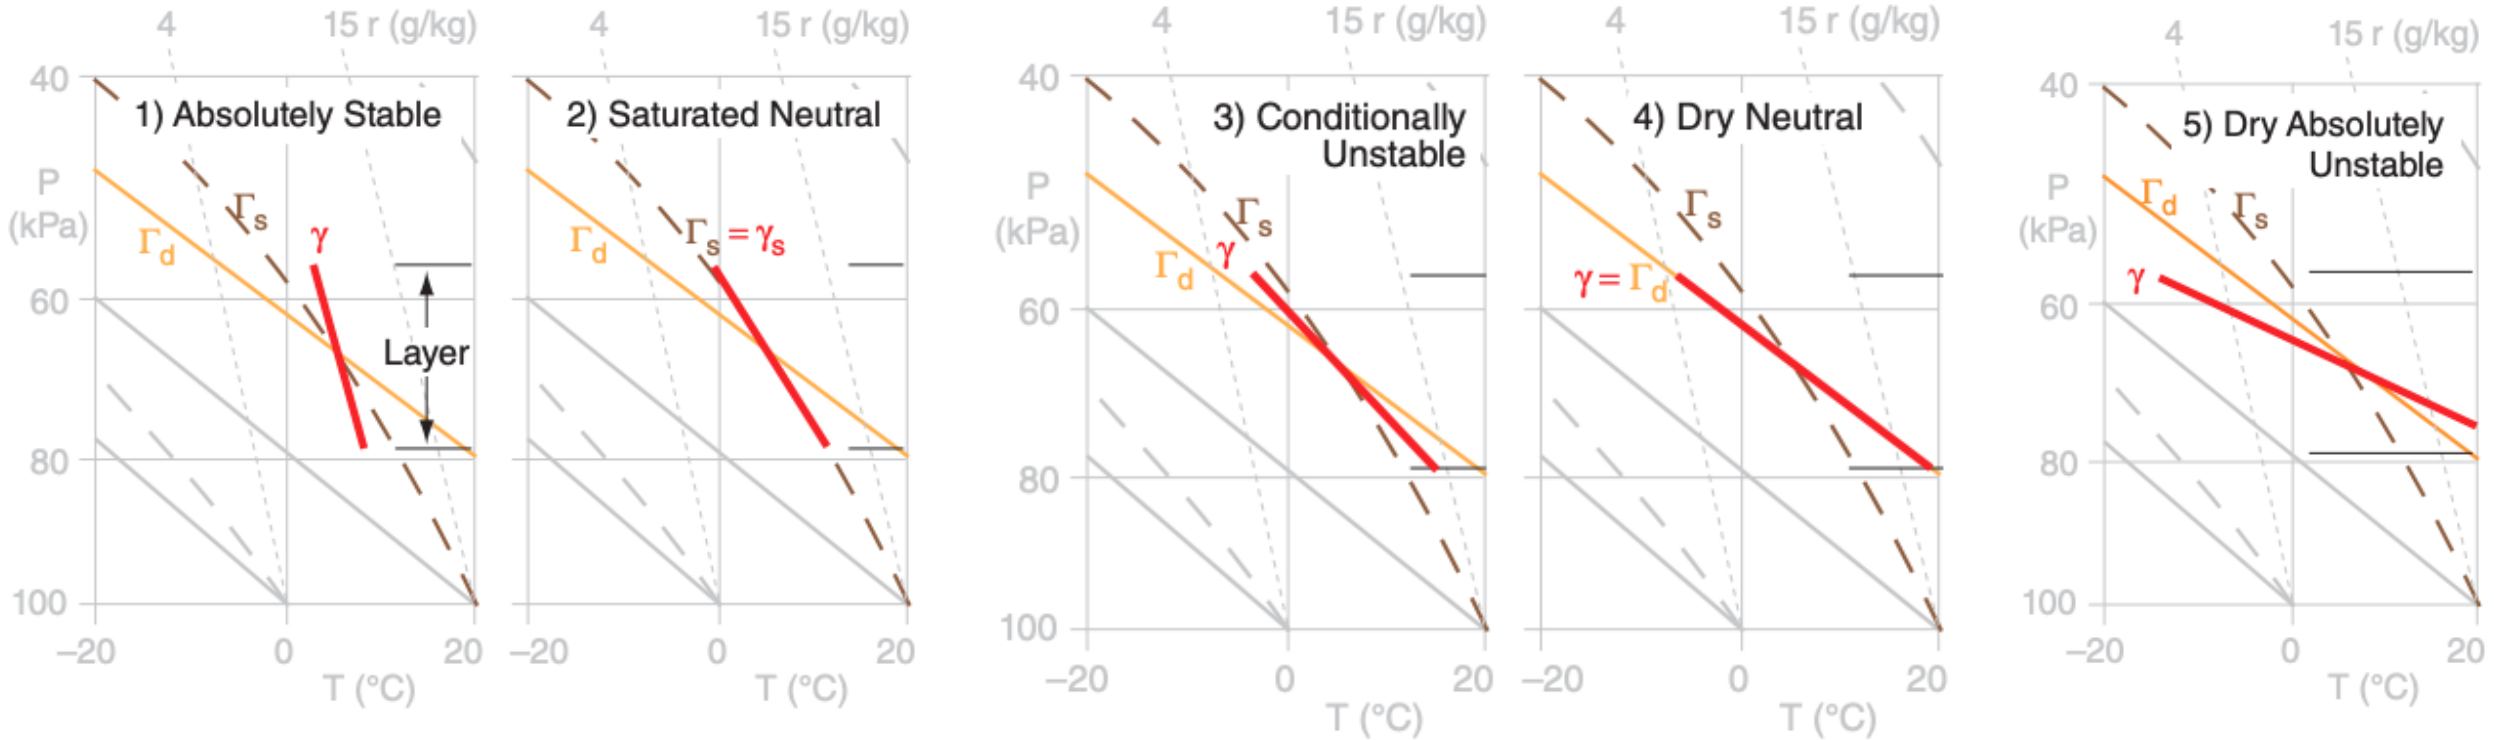 4 15 r (g/kg)
40
1) Absolutely Stable
P
(kPa)
Γs
Γd
γ
60
Layer
80
100
–20 0 20
T (°C)
4 15 r (g/kg)
2) Saturated Neutral
Γs = γs
Γd
–20 0 20
T (°C)
4 15 r (g/kg)
40
3) Conditionally
Unstable
P
(kPa)
Γs
γ
Γd
60
80
100
–20 0 20
T (°C)
4 15 r (g/kg)
4) Dry Neutral
Γs
γ = Γd
–20 0 20
T (°C)
4 15 r (g/kg)
40
5) Dry Absolutely
Unstable
P
(kPa)
Γd Γs
γ
60
80
100
–20 0 20
T (°C)